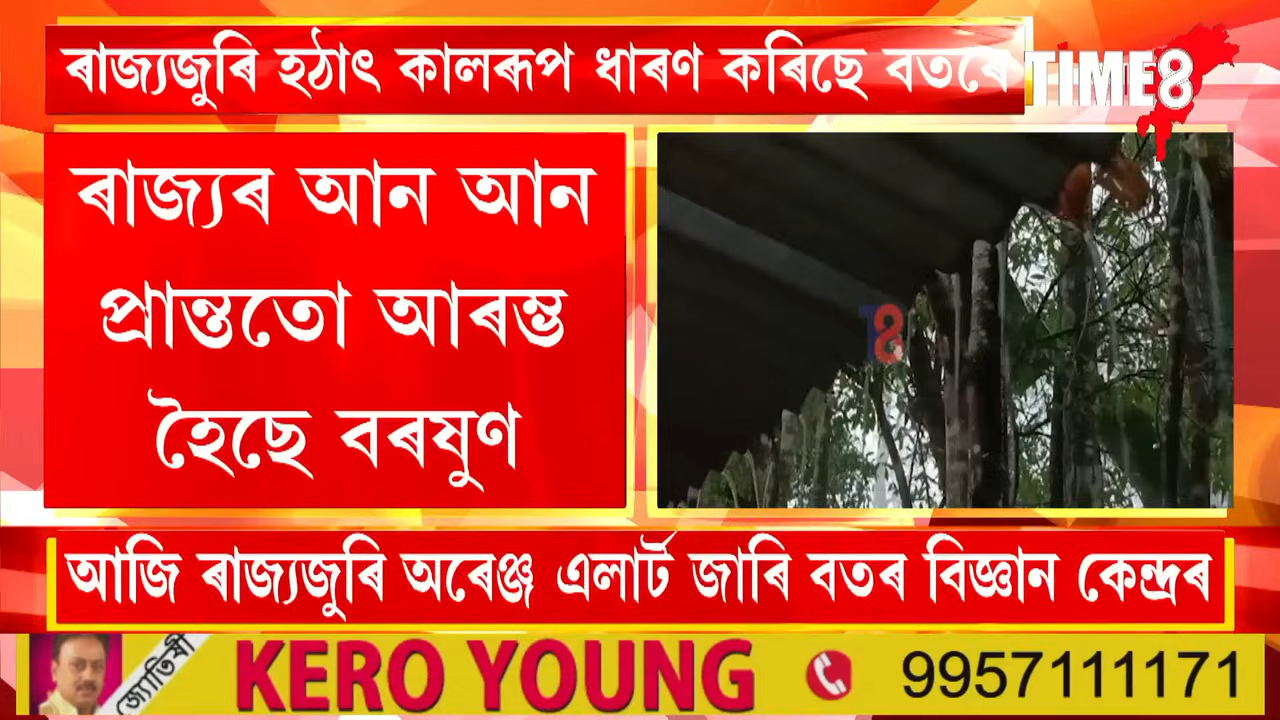 ৰাজ্যজুৰি হঠাৎ কালৰূপ ধাৰণ কৰিছে বতৰে
TIME8
ৰাজ্যৰ আন আন
প্ৰান্ততো আৰম্ভ
হৈছে বৰষুণ
T8
আজি ৰাজ্যজুৰি অৰেঞ্জ এলাৰ্ট জাৰি বতৰ বিজ্ঞান কেন্দ্ৰৰ
জ্যোতিষী
KERO YOUNG
9957111171